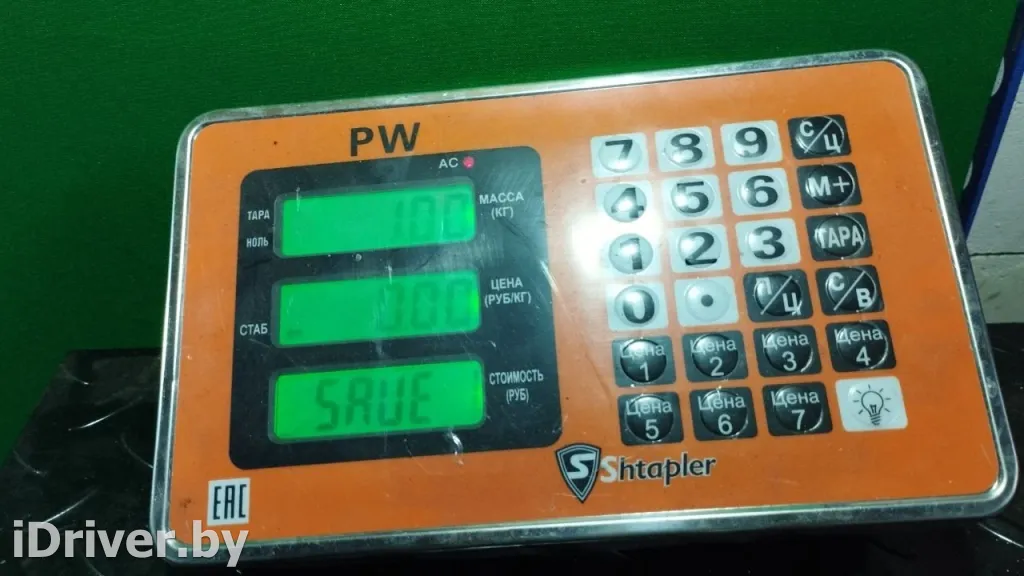 PW
AC
ТАРА
НОЛЬ
100
МАССА
(КГ)
СТАБ
000
ЦЕНА
(РУБ/КГ)
SAUE
СТОИМОСТЬ
(РУБ)
7 8 9 С/Ц
4 5 6 М+
1 2 3 ТАРА
0 • П/Ц С/В
Цена 1 Цена 2 Цена 3 Цена 4
Цена 5 Цена 6 Цена 7
S Shtapler
EAC
iDriver.by